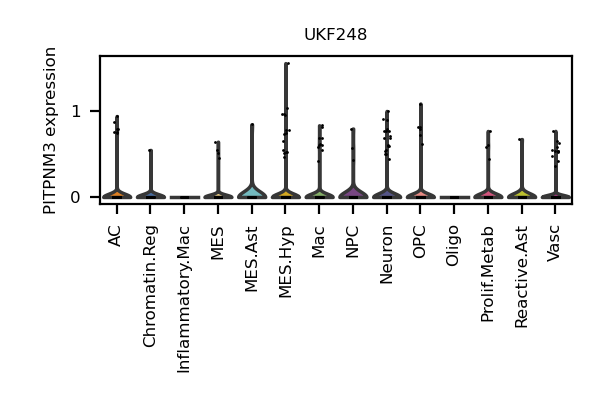 UKF248
PITPNM3 expression
1
0
AC
Chromatin.Reg
Inflammatory.Mac
MES
MES.Ast
MES.Hyp
Mac
NPC
Neuron
OPC
Oligo
Prolif.Metab
Reactive.Ast
Vasc